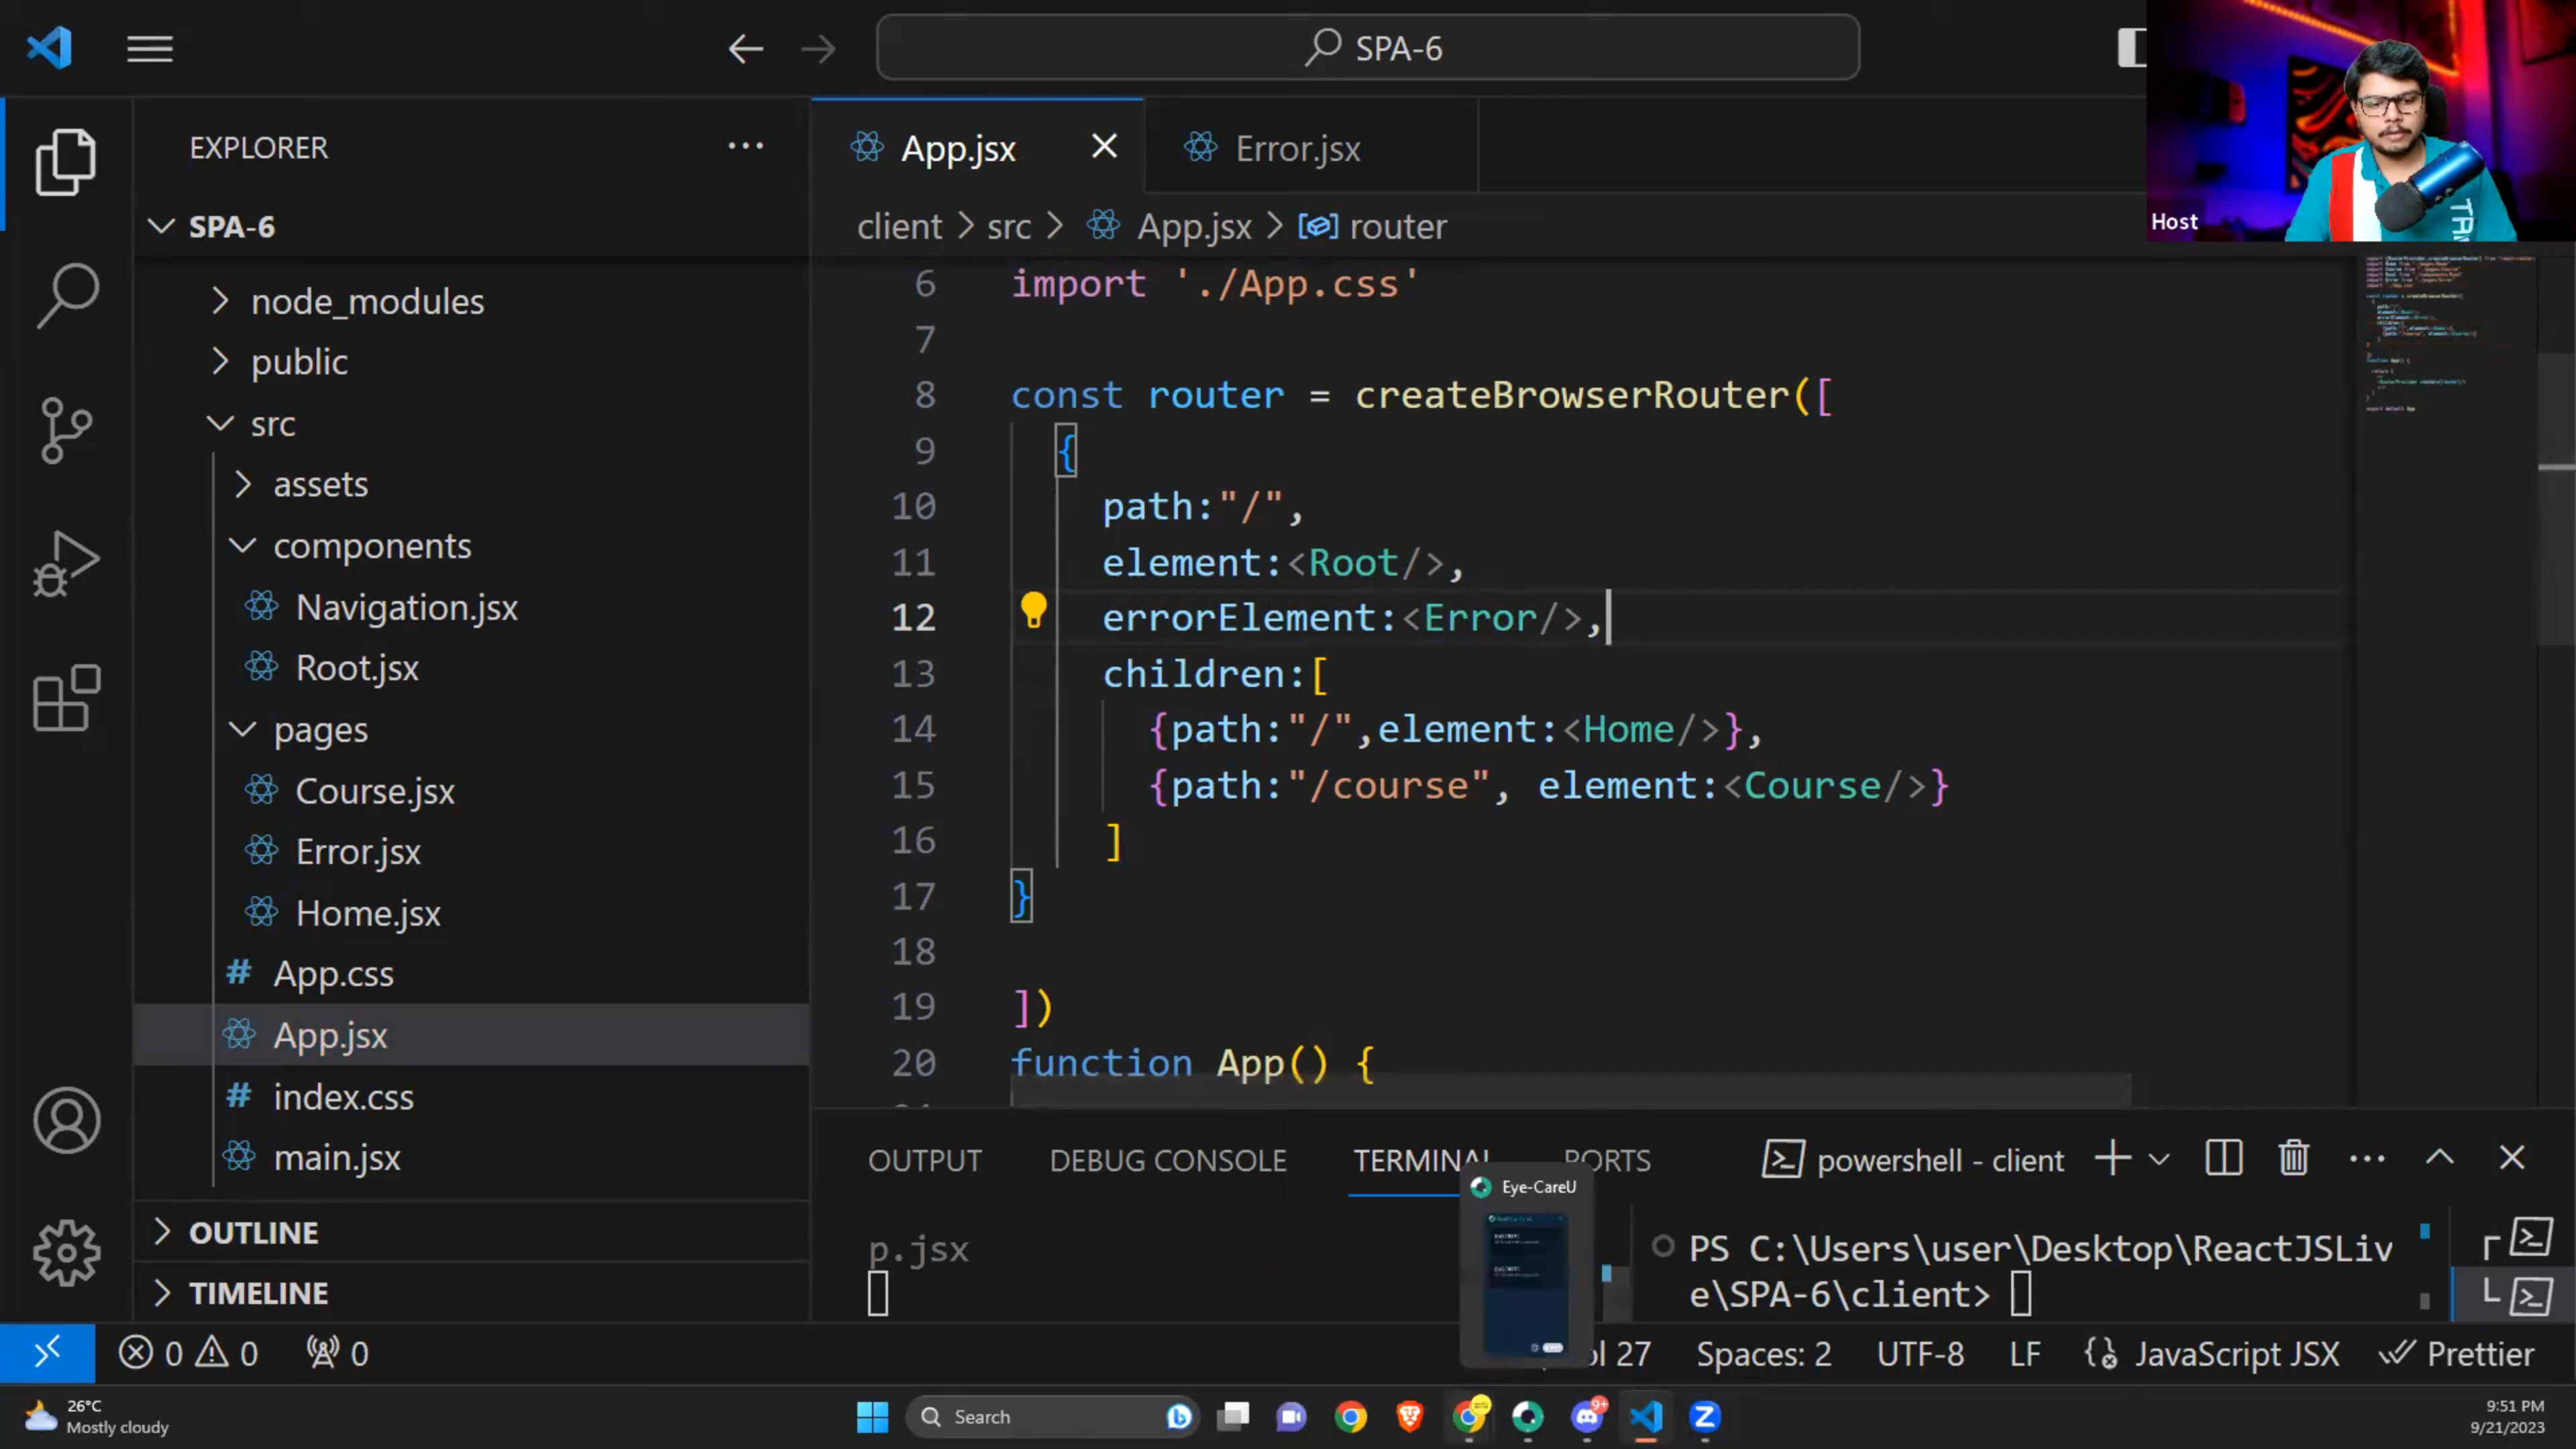 SPA-6
Host
EXPLORER
SPA-6
node_modules
public
src
assets
components
Navigation.jsx
Root.jsx
pages
Course.jsx
Error.jsx
Home.jsx
App.css
App.jsx
index.css
main.jsx
OUTLINE
TIMELINE
App.jsx
Error.jsx
client > src > App.jsx > router
6 import './App.css'
7
8 const router = createBrowserRouter([
9 {
10 path:"/",
11 element:<Root/>,
12 errorElement:<Error/>,
13 children:[
14 {path:"/",element:<Home/>},
15 {path:"/course", element:<Course/>}
16 ]
17 }
18
19 ])
20 function App() {
OUTPUT DEBUG CONSOLE TERMINAL PORTS
powershell - client
Eye-CareU
p.jsx
PS C:\Users\user\Desktop\ReactJSLiv
e\SPA-6\client>
0 0 0
ol 27 Spaces: 2 UTF-8 LF JavaScript JSX Prettier
26°C
Mostly cloudy
Search
9+
9:51 PM
9/21/2023